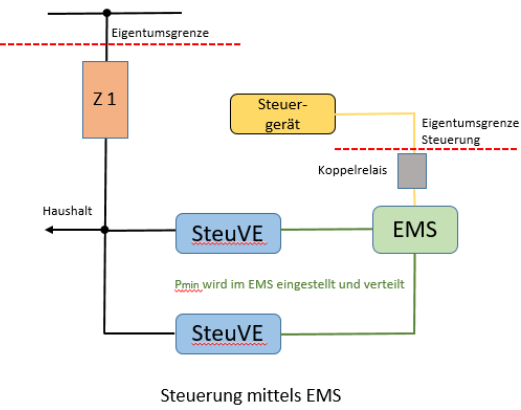 Eigentumsgrenze
Z 1
Steuer-
gerät
Eigentumsgrenze
Steuerung
Koppelrelais
Haushalt
SteuVE
EMS
Pmin wird im EMS eingestellt und verteilt
SteuVE
Steuerung mittels EMS